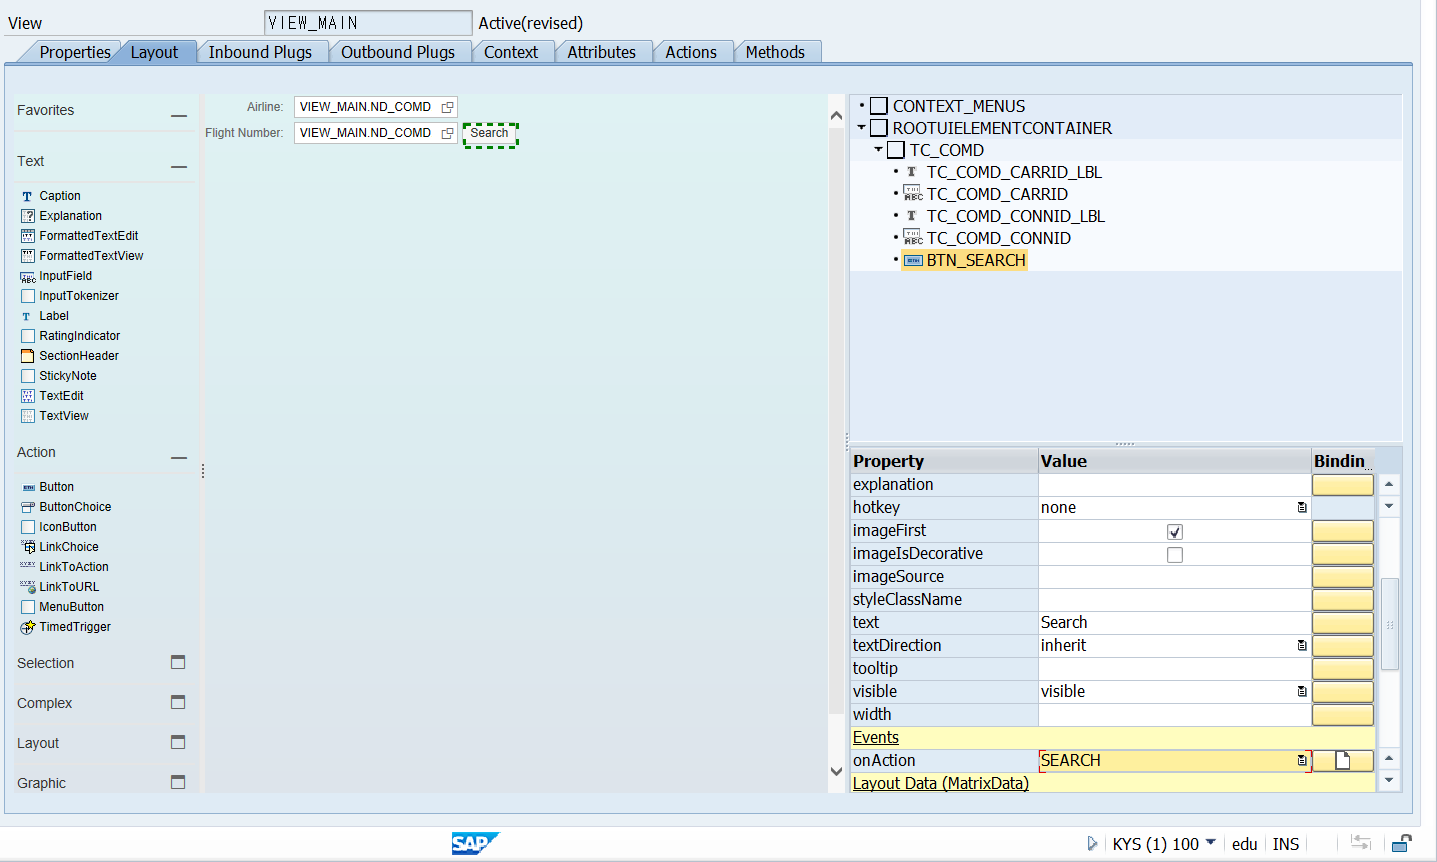 View VIEW_MAIN Active(revised)
Properties Layout Inbound Plugs Outbound Plugs Context Attributes Actions Methods
Favorites
Text
Caption
Explanation
FormattedTextEdit
FormattedTextView
InputField
InputTokenizer
Label
RatingIndicator
SectionHeader
StickyNote
TextEdit
TextView
Action
Button
ButtonChoice
IconButton
LinkChoice
LinkToAction
LinkToURL
MenuButton
TimedTrigger
Selection
Complex
Layout
Graphic
Airline: VIEW_MAIN.ND_COMD
Flight Number: VIEW_MAIN.ND_COMD Search
CONTEXT_MENUS
ROOTUIELEMENTCONTAINER
TC_COMD
TC_COMD_CARRID_LBL
TC_COMD_CARRID
TC_COMD_CONNID_LBL
TC_COMD_CONNID
BTN_SEARCH
Property Value Bindin...
explanation
hotkey none
imageFirst
imageIsDecorative
imageSource
styleClassName
text Search
textDirection inherit
tooltip
visible visible
width
Events
onAction SEARCH
Layout Data (MatrixData)
SAP KYS (1) 100 edu INS